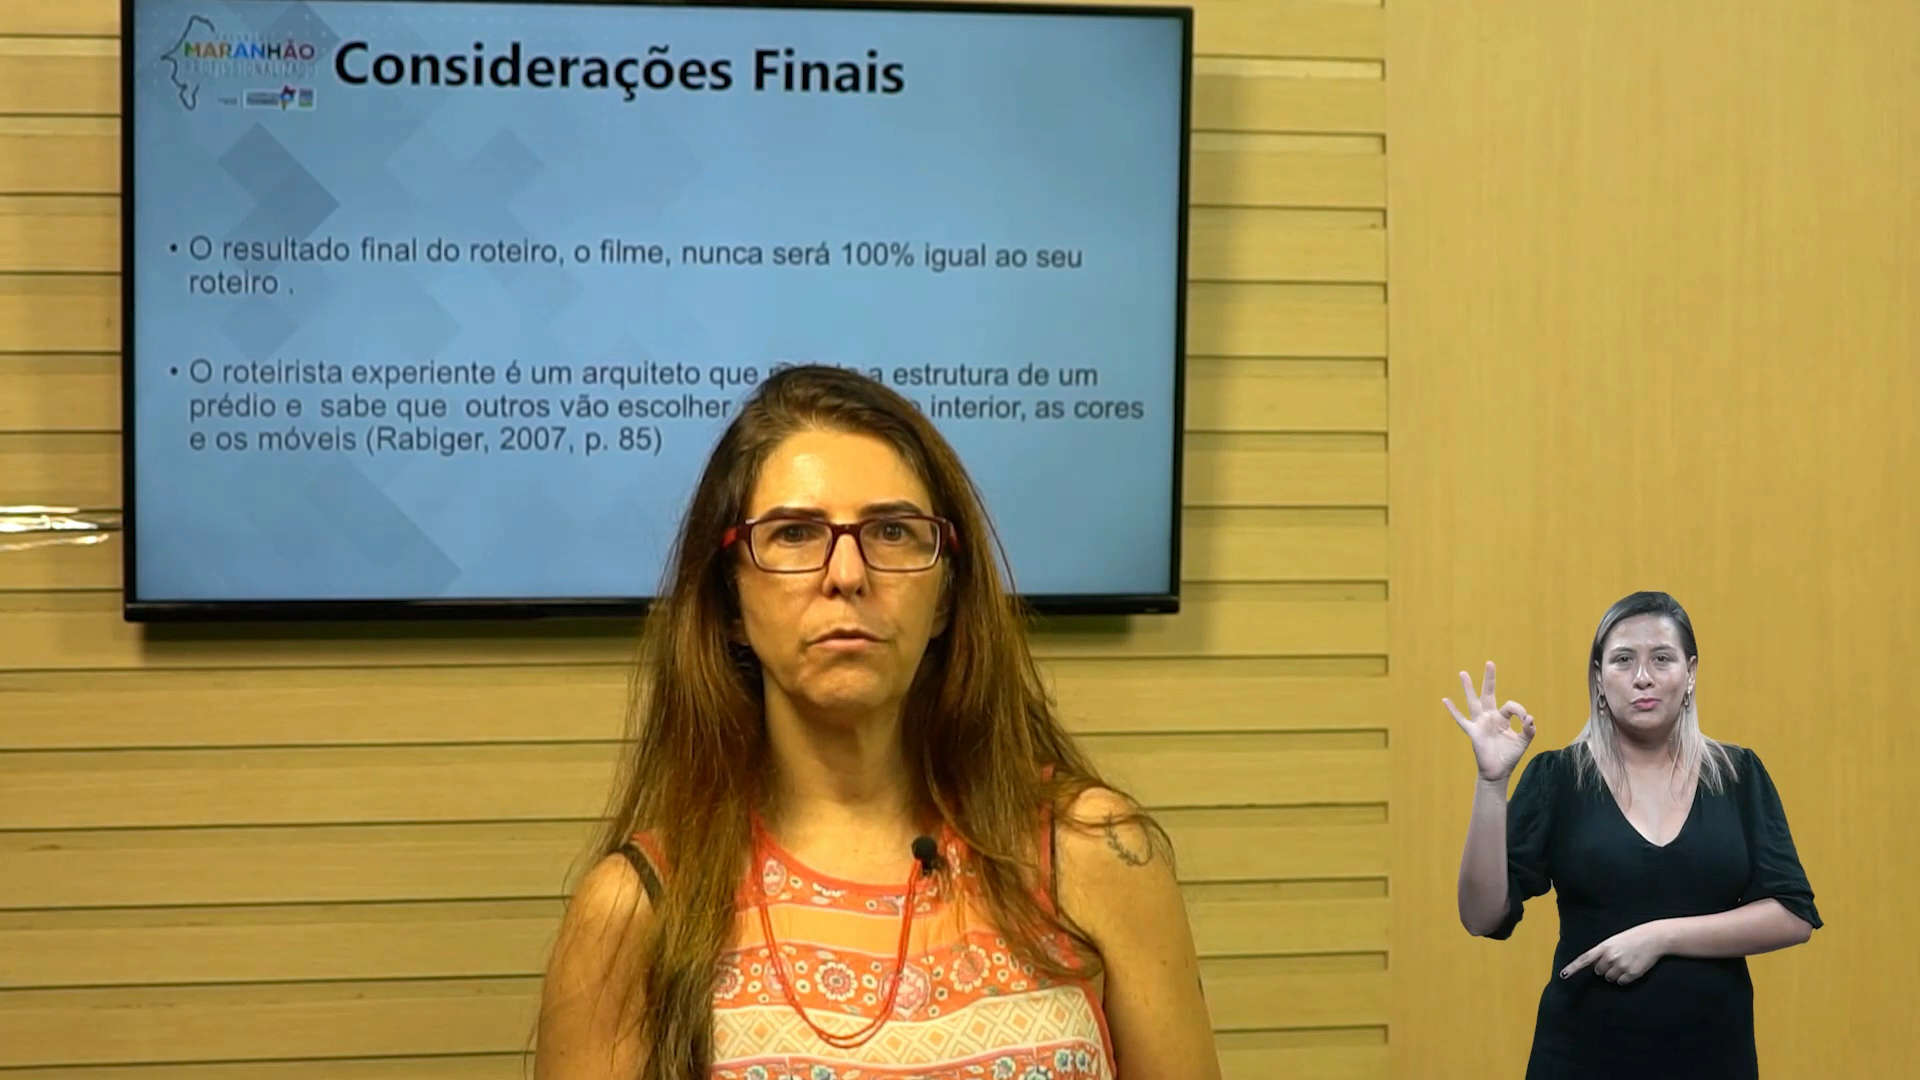 MARANHÃO
PROFISSIONALIZADO
Considerações Finais
• O resultado final do roteiro, o filme, nunca será 100% igual ao seu
roteiro .
• O roteirista experiente é um arquiteto que a estrutura de um
prédio e sabe que outros vão escolher interior, as cores
e os móveis (Rabiger, 2007, p. 85)